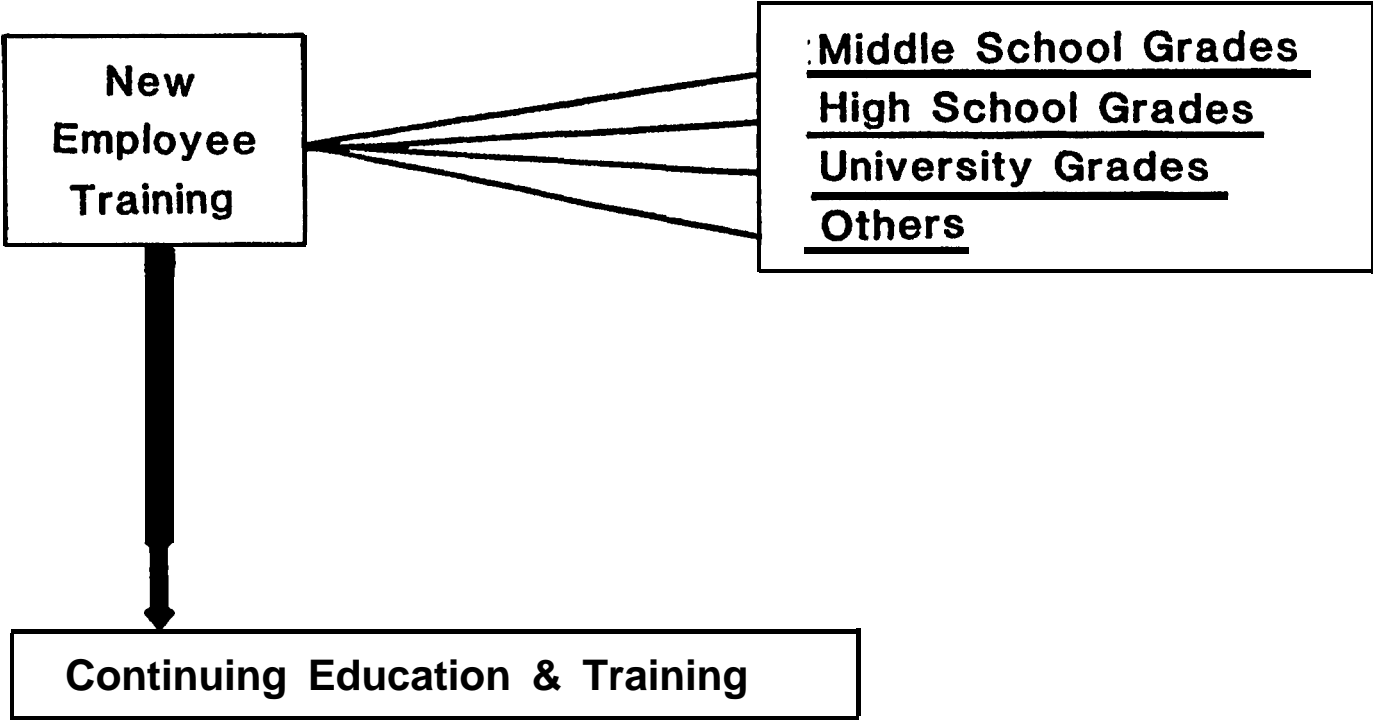 New
Employee
Training
Middle School Grades
High School Grades
University Grades
Others
Continuing Education & Training